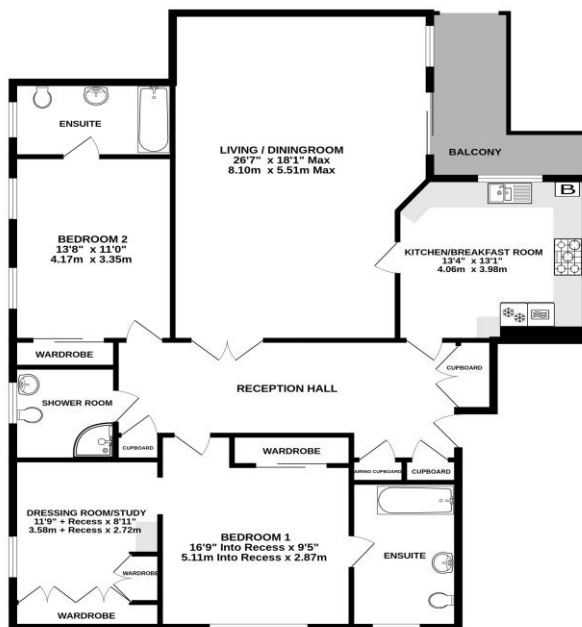 ENSUITE
LIVING / DININGROOM
26'7" x 18'1" Max
8.10m x 5.51m Max
BALCONY
B
BEDROOM 2
13'8" x 11'0"
4.17m x 3.35m
KITCHEN/BREAKFAST ROOM
13'4" x 13'1"
4.06m x 3.98m
WARDROBE
SHOWER ROOM
RECEPTION HALL
CUPBOARD
CUPBOARD
WARDROBE
AIRING CUPBOARD
CUPBOARD
DRESSING ROOM/STUDY
11'9" + Recess x 8'11"
3.58m + Recess x 2.72m
BEDROOM 1
16'9" Into Recess x 9'5"
5.11m Into Recess x 2.87m
ENSUITE
WARDROBE
WARDROBE